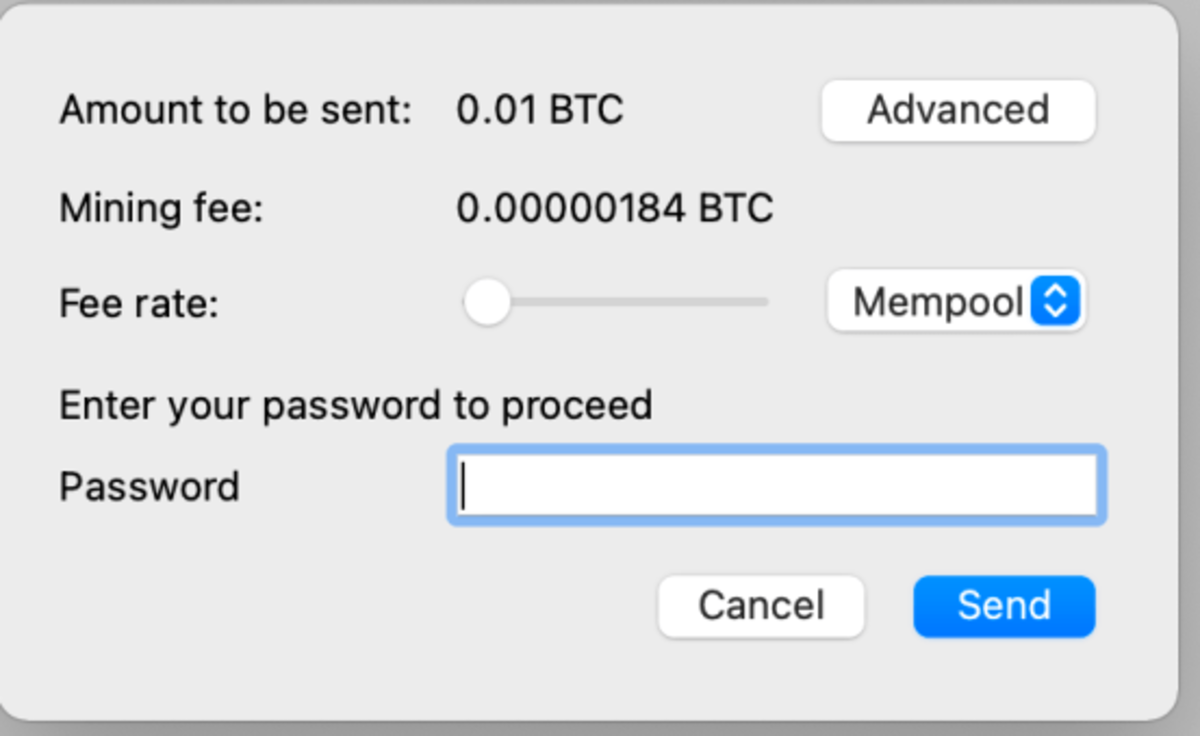 Amount to be sent: 0.01 BTC Advanced
Mining fee: 0.00000184 BTC
Fee rate: Mempool
Enter your password to proceed
Password
Cancel Send